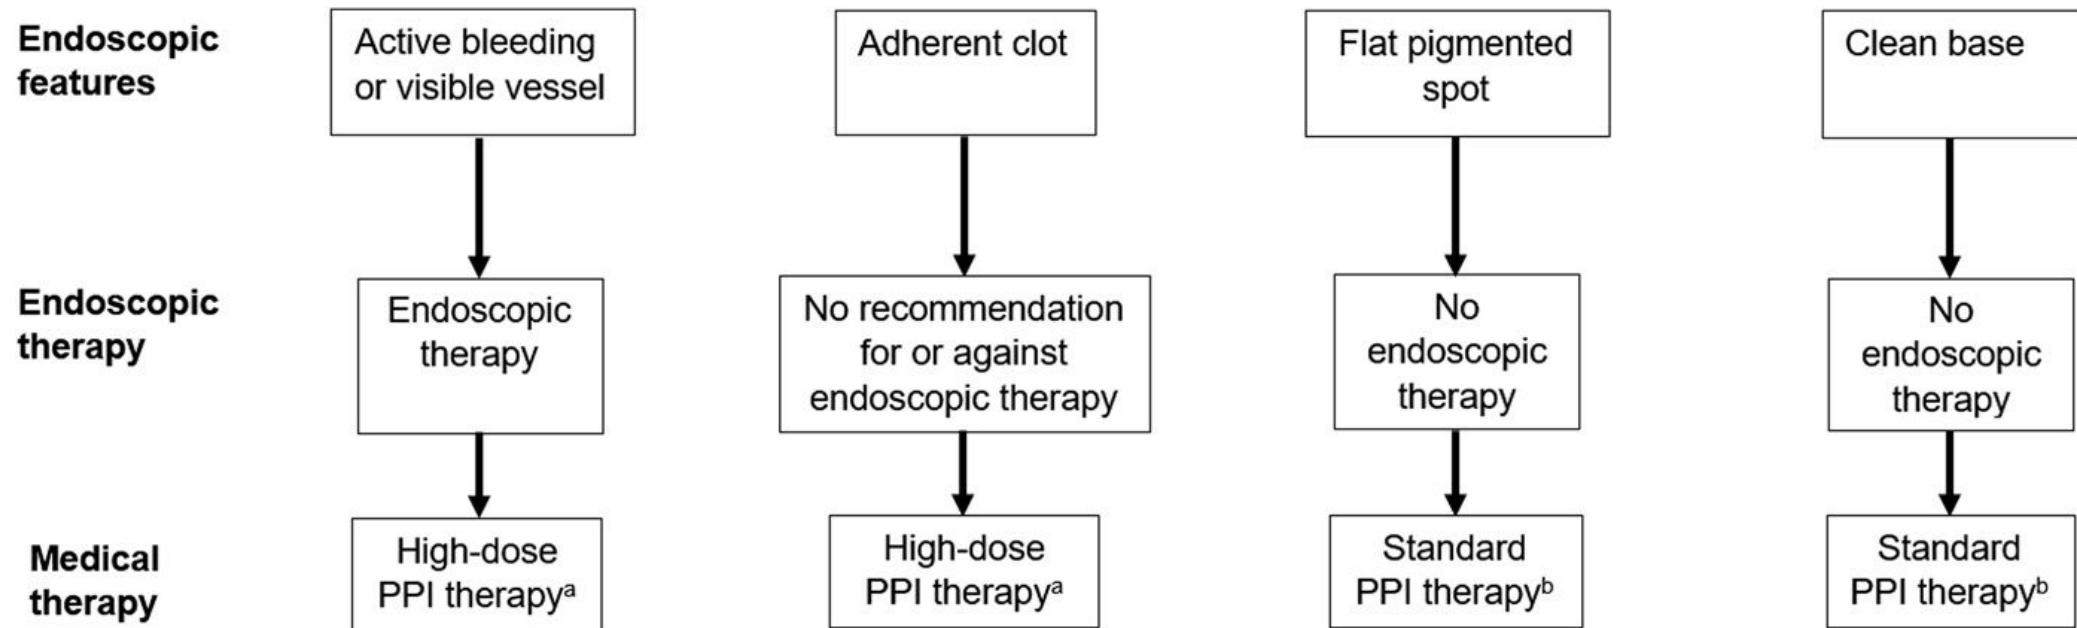 Endoscopic
features
Active bleeding
or visible vessel
Adherent clot
Flat pigmented
spot
Clean base
Endoscopic
therapy
Endoscopic
therapy
No recommendation
for or against
endoscopic therapy
No
endoscopic
therapy
No
endoscopic
therapy
Medical
therapy
High-dose
PPI therapyᵃ
High-dose
PPI therapyᵃ
Standard
PPI therapyᵇ
Standard
PPI therapyᵇ